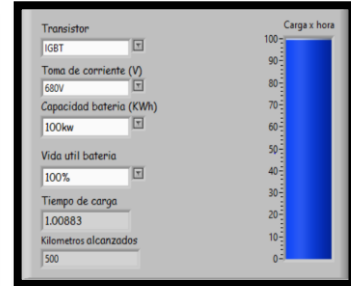 Transistor
IGBT
Toma de corriente (V)
680V
Capacidad bateria (KWh)
100kw
Vida util bateria
100%
Tiempo de carga
1.00883
Kilometros alcanzados
500
Carga x hora
100
90
80
70
60
50
40
30
20
10
0